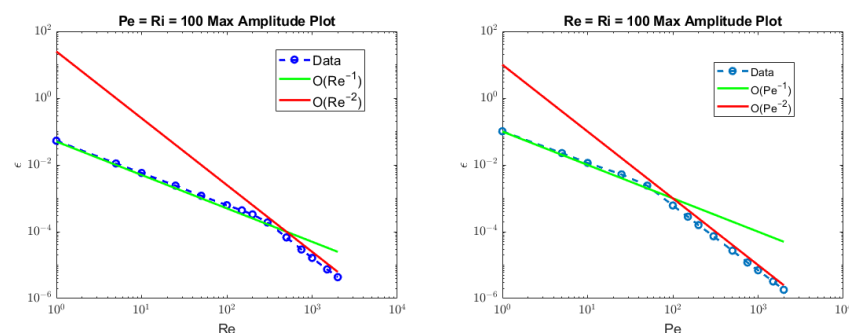 Pe = Ri = 100 Max Amplitude Plot
10^2
10^0
10^-2
10^-4
10^-6
ϵ
10^0
10^1
10^2
10^3
10^4
Re
Data
O(Re^-1)
O(Re^-2)
Re = Ri = 100 Max Amplitude Plot
10^2
10^0
10^-2
10^-4
10^-6
ϵ
10^0
10^1
10^2
10^3
10^4
Pe
Data
O(Pe^-1)
O(Pe^-2)